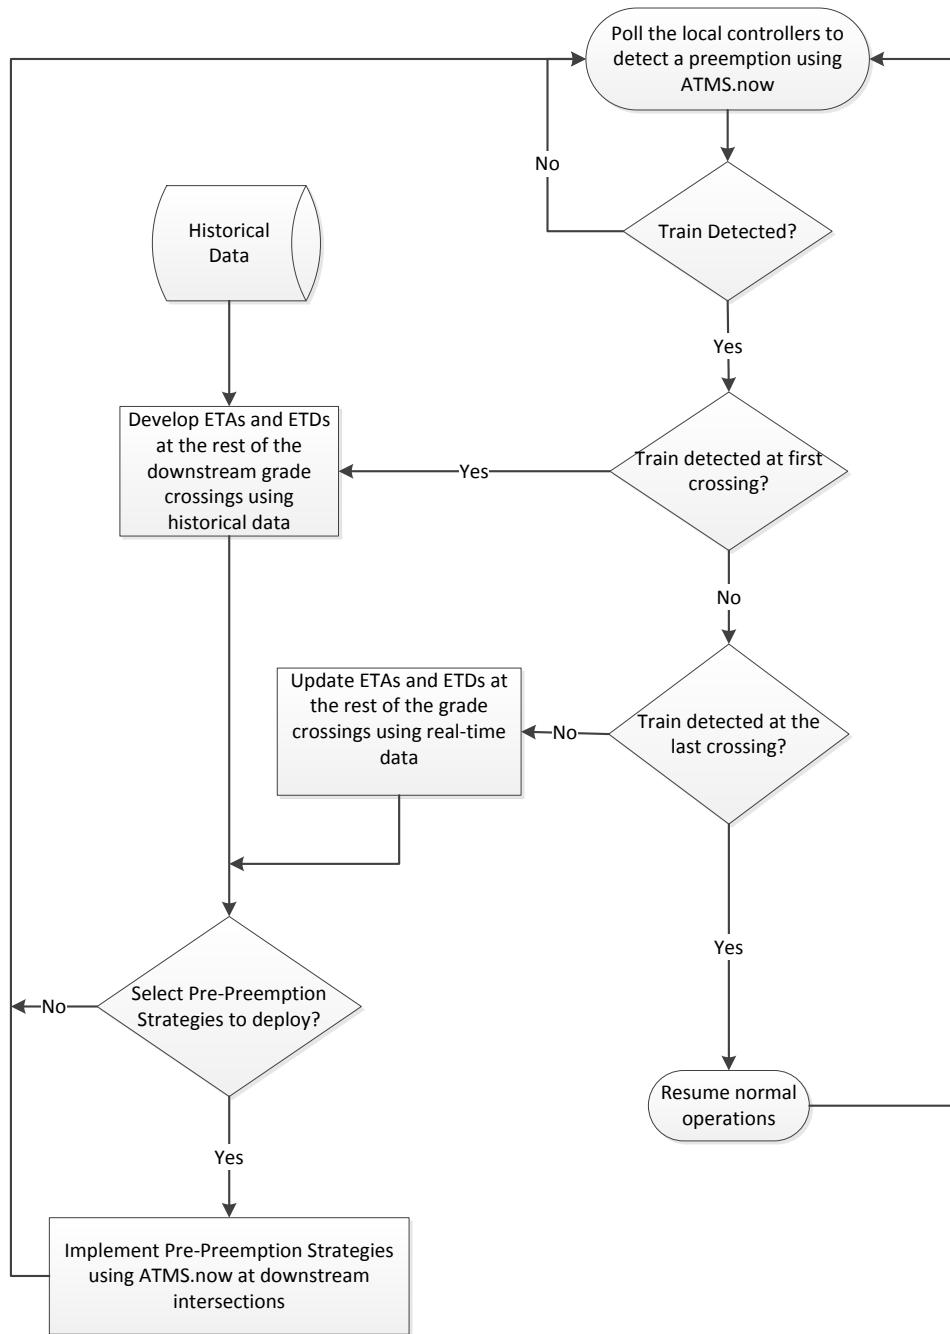 Poll the local controllers to
detect a preemption using
ATMS.now
No
Train Detected?
Historical
Data
Yes
Develop ETAs and ETDs
at the rest of the
downstream grade
crossings using
historical data
Yes
Train detected at first
crossing?
No
Update ETAs and ETDs at
the rest of the grade
crossings using real-time
data
No
Train detected at the
last crossing?
Yes
Select Pre-Preemption
Strategies to deploy?
No
Resume normal
operations
Yes
Implement Pre-Preemption Strategies
using ATMS.now at downstream
intersections